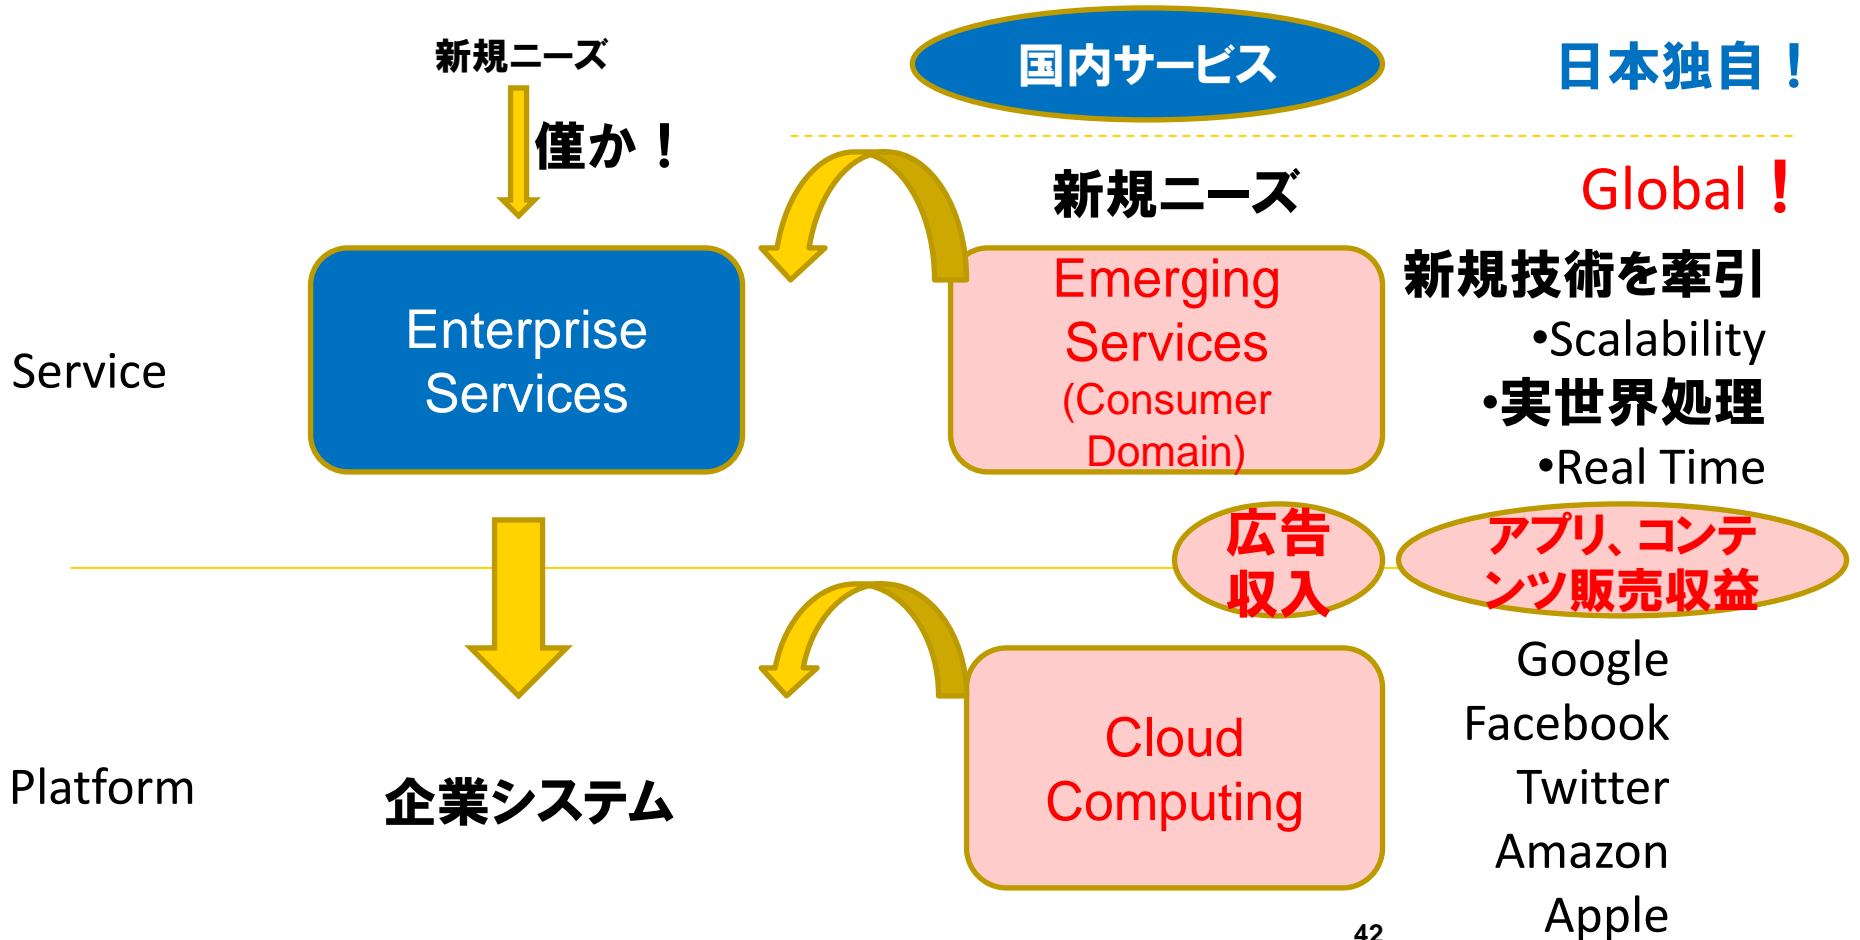 新規ニーズ
僅か！
国内サービス
日本独自！
新規ニーズ
Global！
Enterprise
Services
Emerging
Services
(Consumer
Domain)
新規技術を牽引
•Scalability
•実世界処理
•Real Time
Service
広告
収入
アプリ、コンテ
ンツ販売収益
Platform
企業システム
Cloud
Computing
Google
Facebook
Twitter
Amazon
Apple
42